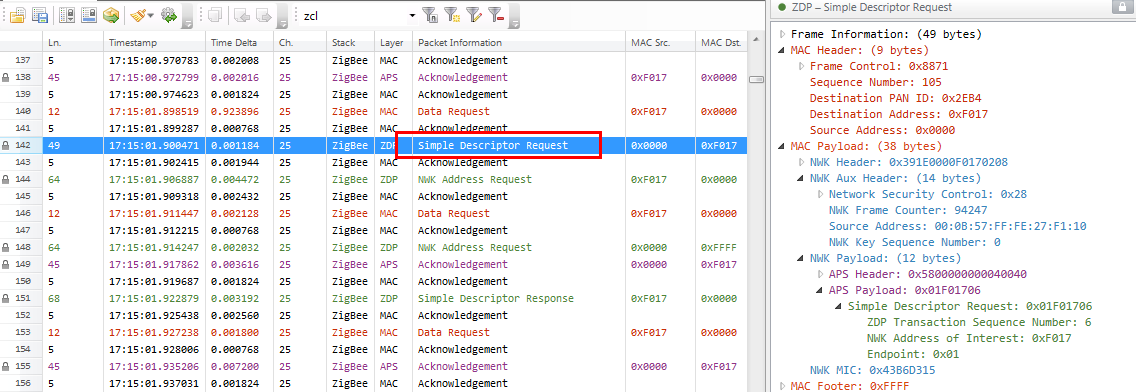 zcl
Ln. Timestamp Time Delta Ch. Stack Layer Packet Information MAC Src. MAC Dst.
137 5 17:15:00.970783 0.002008 25 ZigBee MAC Acknowledgement
138 45 17:15:00.972799 0.002016 25 ZigBee APS Acknowledgement 0xF017 0x0000
139 5 17:15:00.974623 0.001824 25 ZigBee MAC Acknowledgement
140 12 17:15:01.898519 0.923896 25 ZigBee MAC Data Request 0xF017 0x0000
141 5 17:15:01.899287 0.000768 25 ZigBee MAC Acknowledgement
142 49 17:15:01.900471 0.001184 25 ZigBee ZDP Simple Descriptor Request 0x0000 0xF017
143 5 17:15:01.902415 0.001944 25 ZigBee MAC Acknowledgement
144 64 17:15:01.906887 0.004472 25 ZigBee ZDP NWK Address Request 0xF017 0x0000
145 5 17:15:01.909318 0.002432 25 ZigBee MAC Acknowledgement
146 12 17:15:01.911447 0.002128 25 ZigBee MAC Data Request 0xF017 0x0000
147 5 17:15:01.912215 0.000768 25 ZigBee MAC Acknowledgement
148 64 17:15:01.914247 0.002032 25 ZigBee ZDP NWK Address Request 0x0000 0xFFFF
149 45 17:15:01.917862 0.003616 25 ZigBee APS Acknowledgement 0x0000 0xF017
150 5 17:15:01.919687 0.001824 25 ZigBee MAC Acknowledgement
151 68 17:15:01.922879 0.003192 25 ZigBee ZDP Simple Descriptor Response 0xF017 0x0000
152 5 17:15:01.925438 0.002560 25 ZigBee MAC Acknowledgement
153 12 17:15:01.927238 0.001800 25 ZigBee MAC Data Request 0xF017 0x0000
154 5 17:15:01.928006 0.000768 25 ZigBee MAC Acknowledgement
155 45 17:15:01.935206 0.007200 25 ZigBee APS Acknowledgement 0x0000 0xF017
156 5 17:15:01.937031 0.001824 25 ZigBee MAC Acknowledgement
ZDP – Simple Descriptor Request
Frame Information: (49 bytes)
MAC Header: (9 bytes)
Frame Control: 0x8871
Sequence Number: 105
Destination PAN ID: 0x2EB4
Destination Address: 0xF017
Source Address: 0x0000
MAC Payload: (38 bytes)
NWK Header: 0x391E0000F0170208
NWK Aux Header: (14 bytes)
Network Security Control: 0x28
NWK Frame Counter: 94247
Source Address: 00:0B:57:FF:FE:27:F1:10
NWK Key Sequence Number: 0
NWK Payload: (12 bytes)
APS Header: 0x5800000000040040
APS Payload: 0x01F01706
Simple Descriptor Request: 0x01F01706
ZDP Transaction Sequence Number: 6
NWK Address of Interest: 0xF017
Endpoint: 0x01
NWK MIC: 0x43B6D315
MAC Footer: 0xFFFF